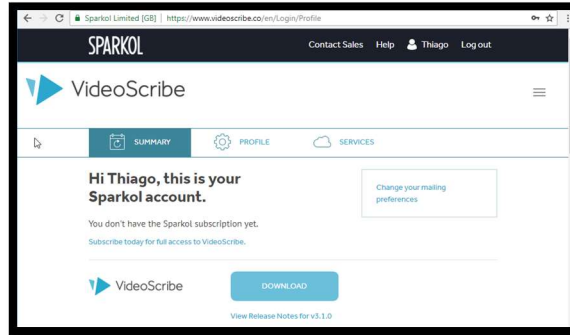 Sparkol Limited [GB] | https://www.videoscribe.co/en/Login/Profile
SPARKOL Contact Sales Help Thiago Log out
VideoScribe
SUMMARY PROFILE SERVICES
Hi Thiago, this is your
Sparkol account.
Change your mailing
preferences
You don't have the Sparkol subscription yet.
Subscribe today for full access to VideoScribe.
VideoScribe DOWNLOAD
View Release Notes for v3.1.0